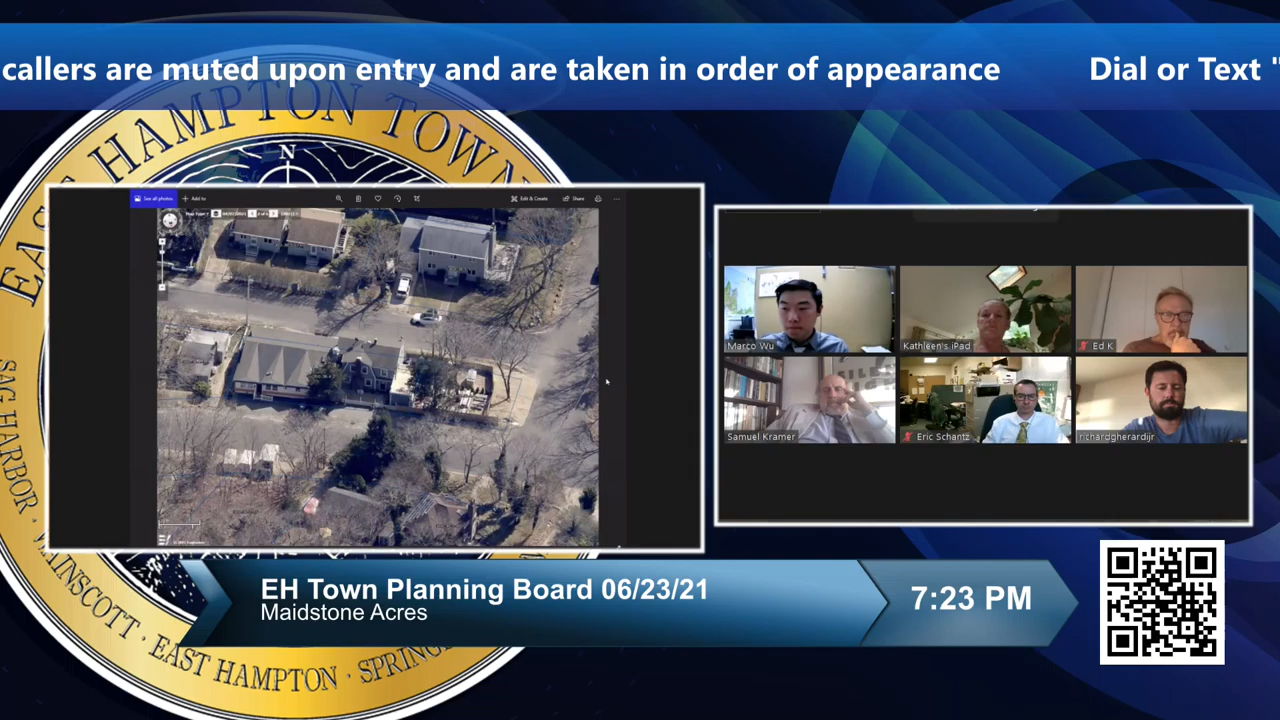 callers are muted upon entry and are taken in order of appearance
Dial or Text "
EAST HAMPTON TOWN
N
See all photos
Add to
Edit & Create
Share
Marco Wu
Kathleen's iPad
Ed K
Samuel Kramer
Eric Schantz
richardgherardijr
EH Town Planning Board 06/23/21
Maidstone Acres
7:23 PM
SAG HARBOR · WAINSCOTT · EAST HAMPTON · SPRING